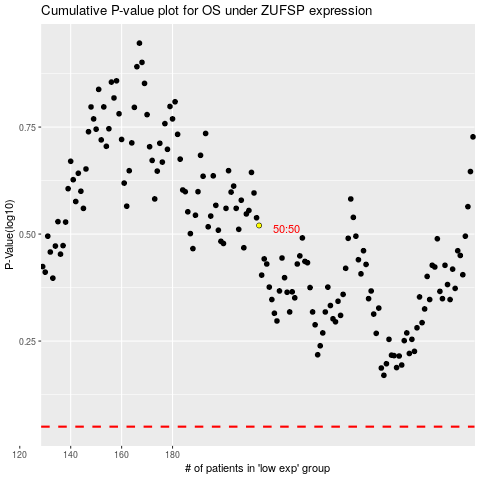 Cumulative P-value plot for OS under ZUFSP expression
P-Value(log10)
0.75
0.50
0.25
50:50
120 140 160 180
# of patients in 'low exp' group